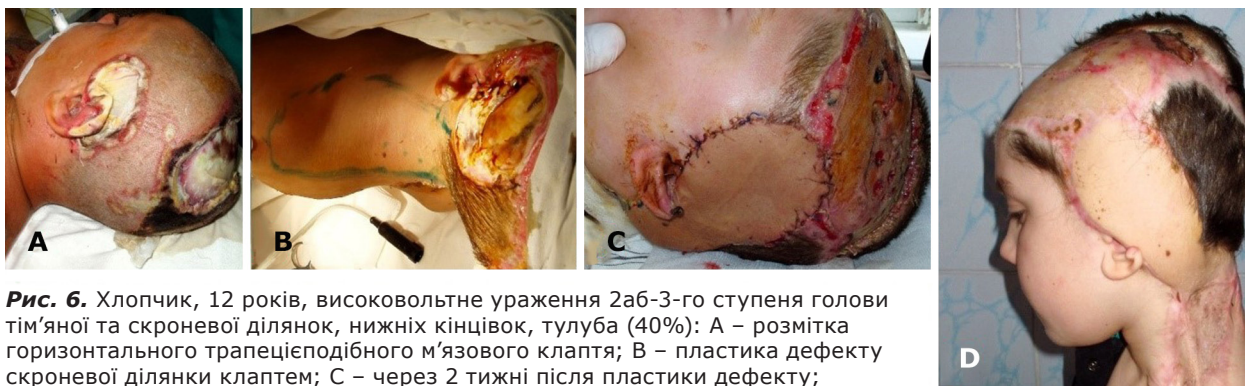 A
B
C
D
Рис. 6. Хлопчик, 12 років, високовольтне ураження 2аб-3-го ступеня голови
тім’яної та скроневої ділянок, нижніх кінцівок, тулуба (40%): А – розмітка
горизонтального трапецієподібного м’язового клаптя; В – пластика дефекту
скроневої ділянки клаптем; С – через 2 тижні після пластики дефекту;